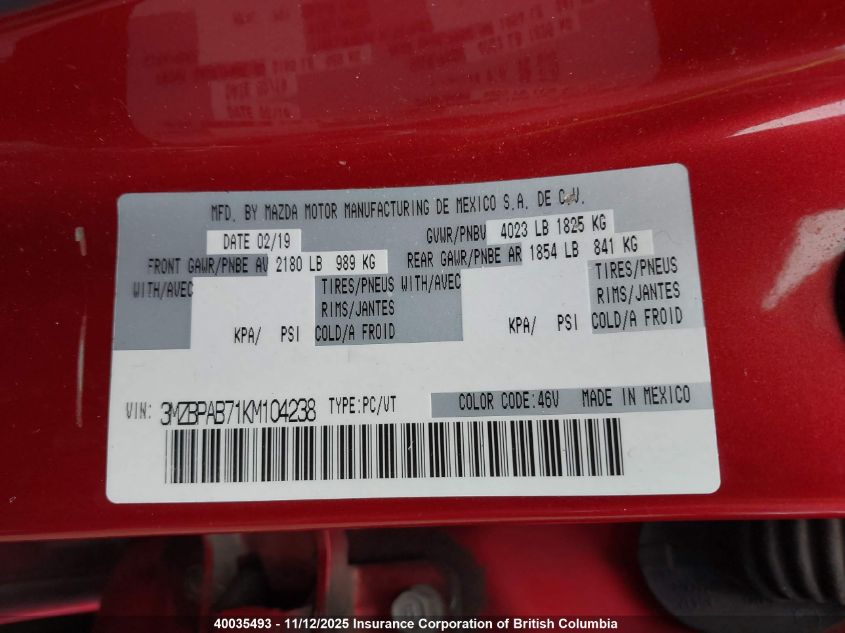 MFD. BY MAZDA MOTOR MANUFACTURING DE MEXICO S.A. DE C.V.
DATE 02/19 GVWR/PNBV 4023 LB 1825 KG
FRONT GAWR/PNBE AV 2180 LB 989 KG REAR GAWR/PNBE AR 1854 LB 841 KG
WITH/AVEC TIRES/PNEUS WITH/AVEC TIRES/PNEUS
RIMS/JANTES RIMS/JANTES
KPA/ PSI COLD/A FROID KPA/ PSI COLD/A FROID
VIN: 3MZBPAB71KM104238 TYPE:PC/VT COLOR CODE:46V MADE IN MEXICO
40035493 - 11/12/2025 Insurance Corporation of British Columbia